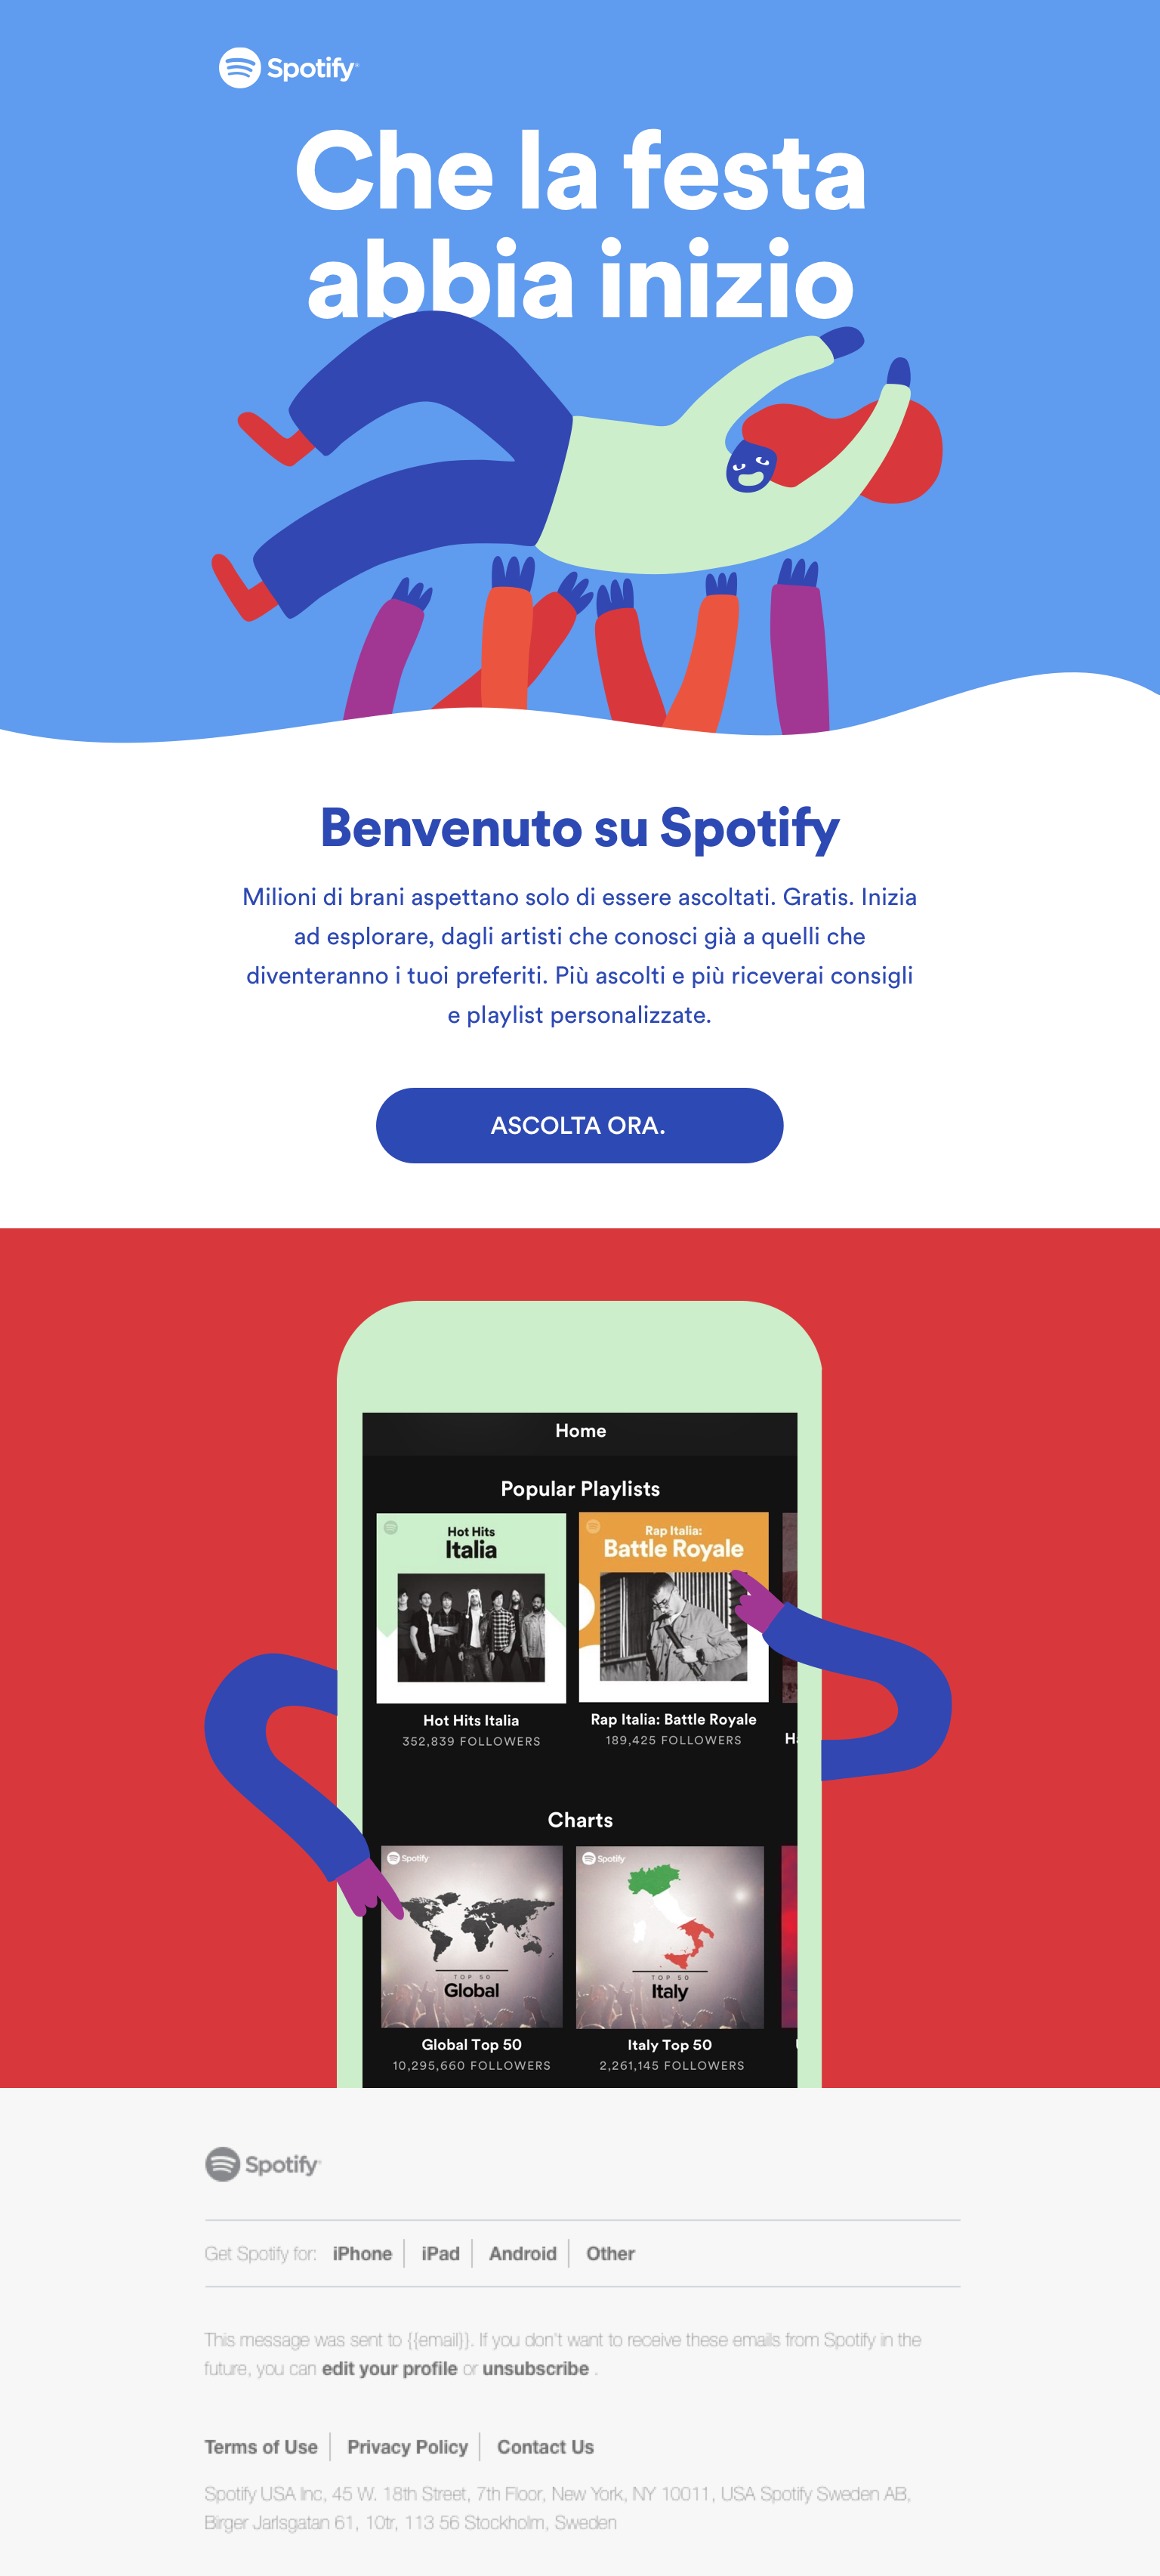 Spotify
Che la festa
abbia inizio
Benvenuto su Spotify
Milioni di brani aspettano solo di essere ascoltati. Gratis. Inizia
ad esplorare, dagli artisti che conosci già a quelli che
diventeranno i tuoi preferiti. Più ascolti e più riceverai consigli
e playlist personalizzate.
ASCOLTA ORA.
Home
Popular Playlists
Hot Hits
Italia
Rap Italia:
Battle Royale
Hot Hits Italia
352,839 FOLLOWERS
Rap Italia: Battle Royale
189,425 FOLLOWERS
Charts
Spotify
TOP 50
Global
Spotify
TOP 50
Italy
Global Top 50
10,295,660 FOLLOWERS
Italy Top 50
2,261,145 FOLLOWERS
Spotify
Get Spotify for: iPhone iPad Android Other
This message was sent to {{email}}. If you don't want to receive these emails from Spotify in the
future, you can edit your profile or unsubscribe .
Terms of Use Privacy Policy Contact Us
Spotify USA Inc, 45 W. 18th Street, 7th Floor, New York, NY 10011, USA Spotify Sweden AB,
Birger Jarlsgatan 61, 10tr, 113 56 Stockholm, Sweden